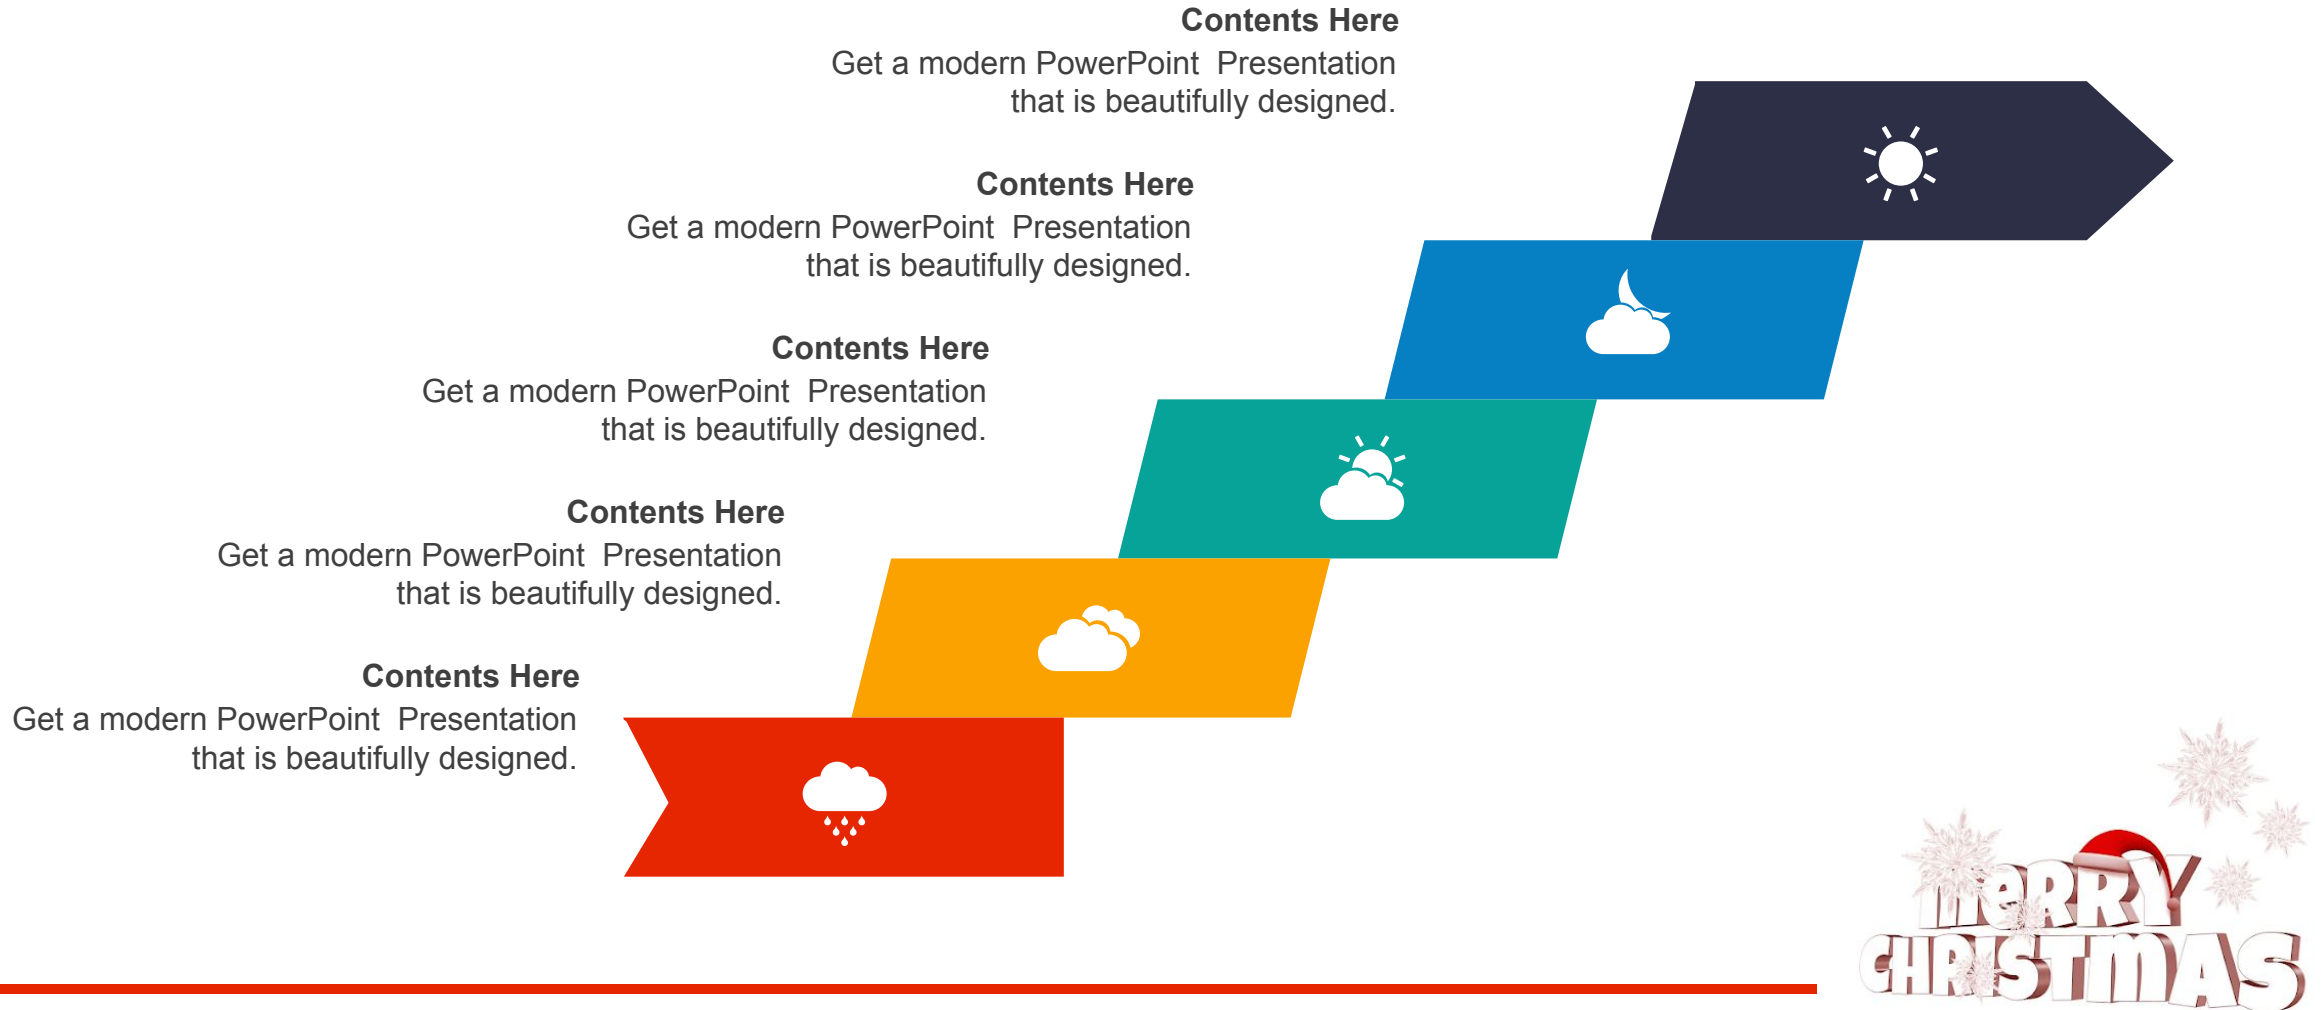 Contents Here
Get a modern PowerPoint  Presentation
that is beautifully designed.
Contents Here
Get a modern PowerPoint  Presentation
that is beautifully designed.
Contents Here
Get a modern PowerPoint  Presentation
that is beautifully designed.
Contents Here
Get a modern PowerPoint  Presentation
that is beautifully designed.
Contents Here
Get a modern PowerPoint  Presentation
that is beautifully designed.
MeRRY
CHRISTMAS